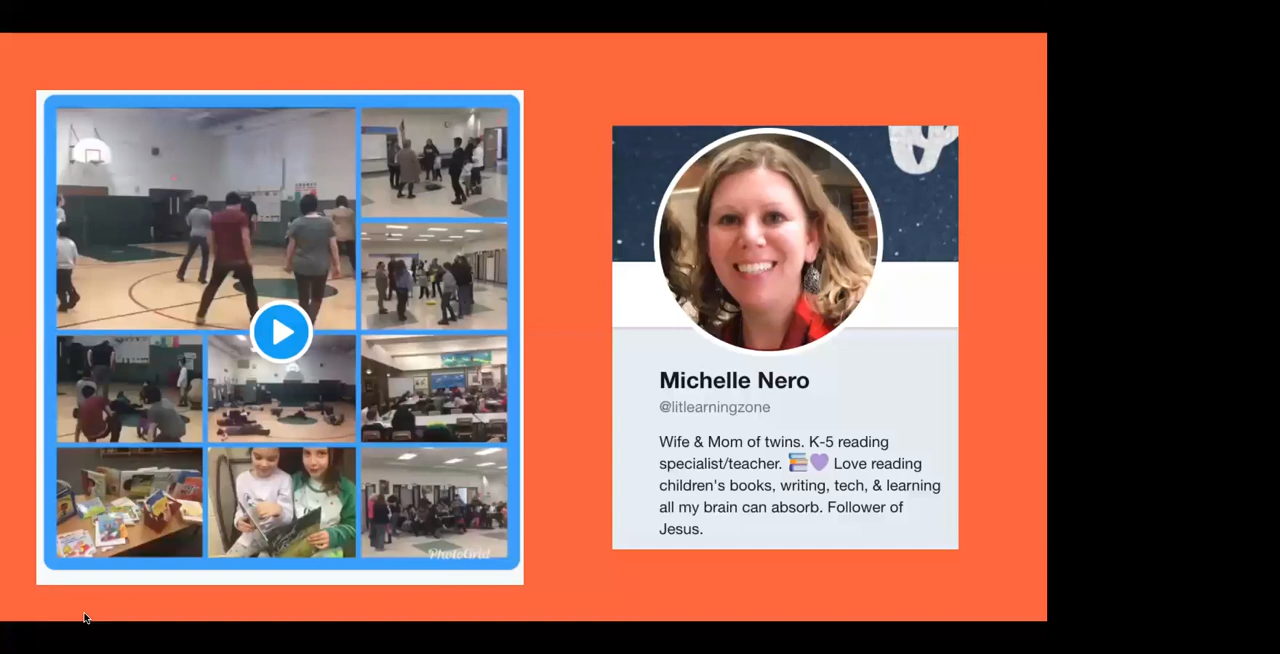 PhotoGrid
Michelle Nero
@litlearningzone
Wife & Mom of twins. K-5 reading
specialist/teacher. 📚💜 Love reading
children's books, writing, tech, & learning
all my brain can absorb. Follower of
Jesus.